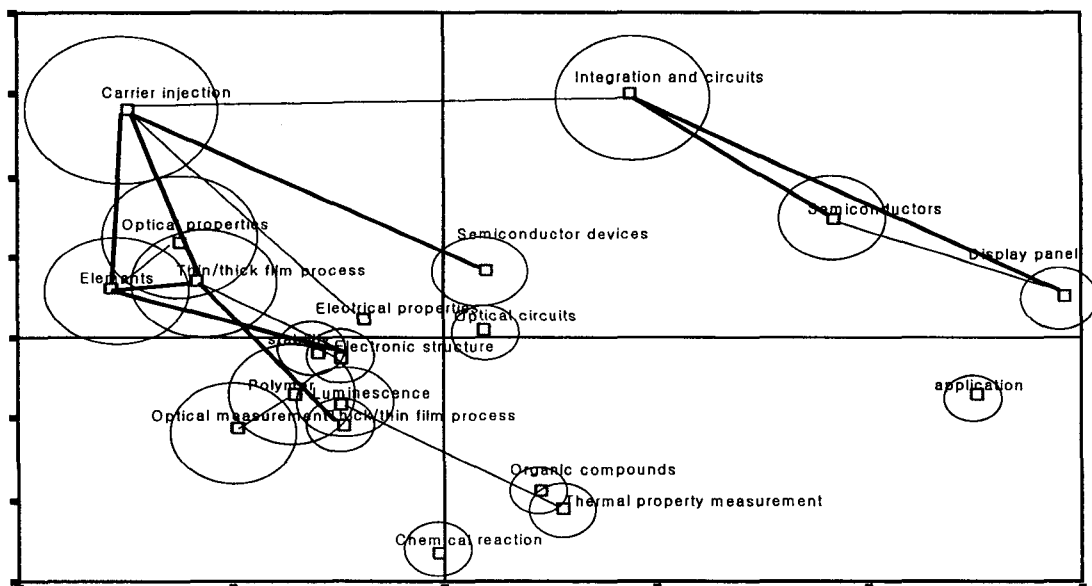 Integration and circuits
Carrier injection
Semiconductors
Optical properties
Semiconductor devices
Display panel
Thin/thick film process
Elements
Electrical properties
Optical circuits
Electronic structure
Polymer
Luminescence
application
Optical measurement
thick/thin film process
Organic compounds
Thermal property measurement
Chemical reaction